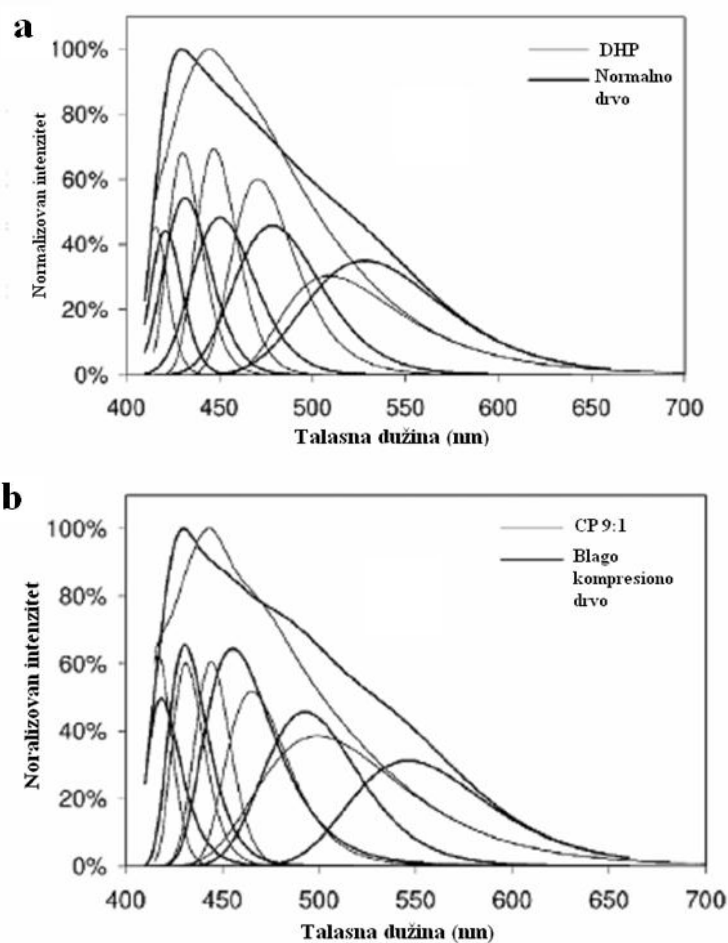 a
100%
80%
60%
40%
20%
0%
Normalizovan intenzitet
DHP
Normalno
drvo
400 450 500 550 600 650 700
Talasna dužina (nm)
b
100%
80%
60%
40%
20%
0%
Noralizovan intenzitet
CP 9:1
Blago
kompresiono
drvo
400 450 500 550 600 650 700
Talasna dužina (nm)